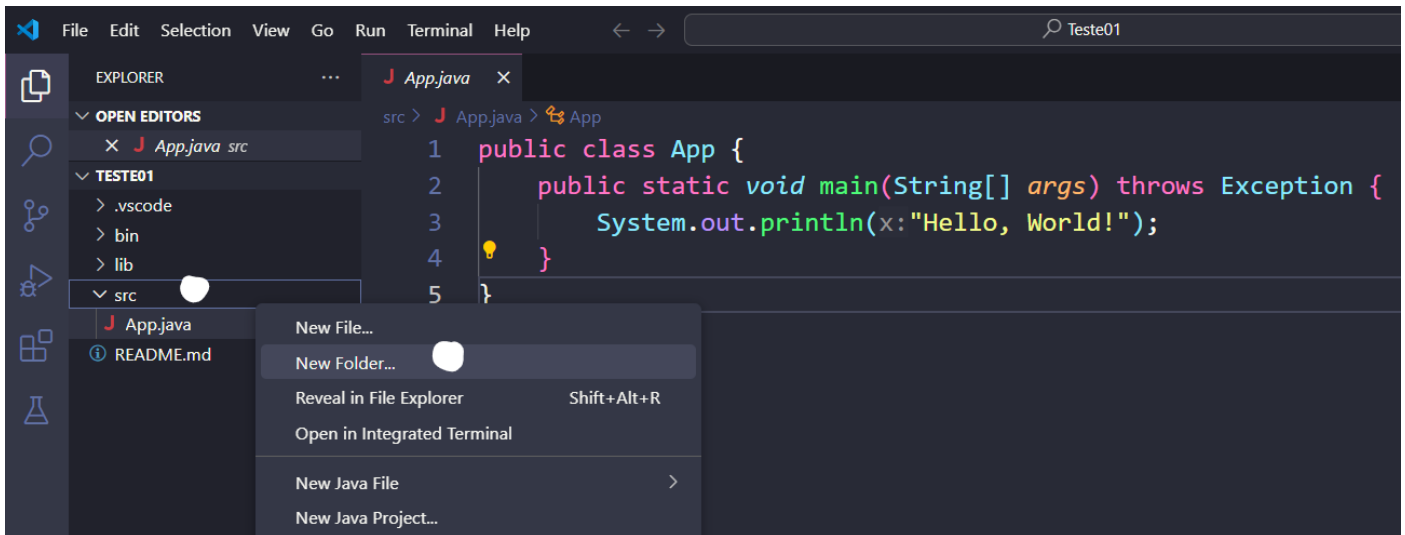 File Edit Selection View Go Run Terminal Help ← → Teste01
EXPLORER ··· J App.java ×
OPEN EDITORS
× J App.java src
TESTE01
> .vscode
> bin
> lib
src
J App.java
README.md
src > J App.java > App
1 public class App {
2 public static void main(String[] args) throws Exception {
3 System.out.println(x:"Hello, World!");
4 }
5 }
New File...
New Folder...
Reveal in File Explorer Shift+Alt+R
Open in Integrated Terminal
New Java File >
New Java Project...